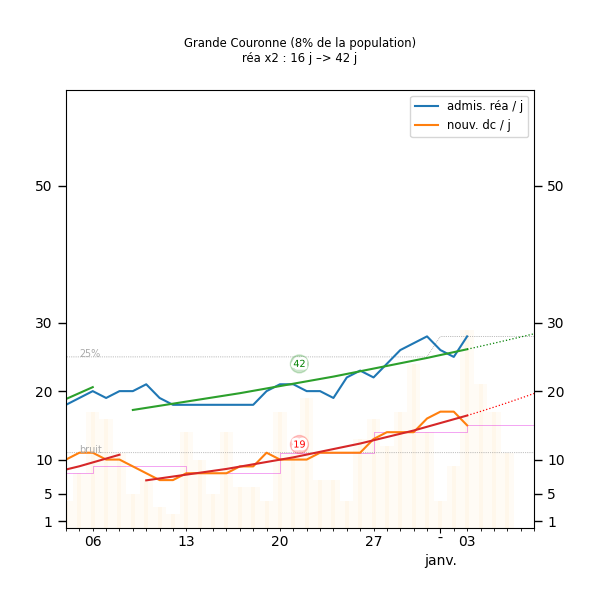 Grande Couronne (8% de la population)
réa x2 : 16 j –> 42 j
admis. réa / j
nouv. dc / j
50 50
30 30
25%
42
20 20
19
bruit
10 10
5 5
1 1
06 13 20 27 - 03
janv.